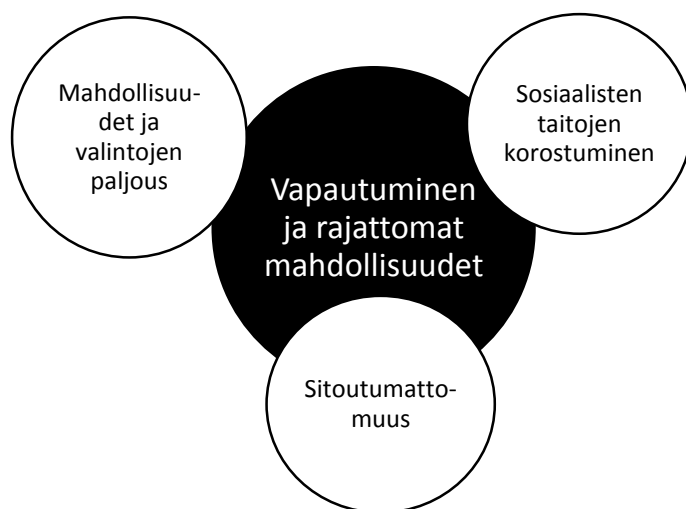 Mahdollisuu-
det ja
valintojen
paljous
Sosiaalisten
taitojen
korostuminen
Vapautuminen
ja rajattomat
mahdollisuudet
Sitoutumatto-
muus